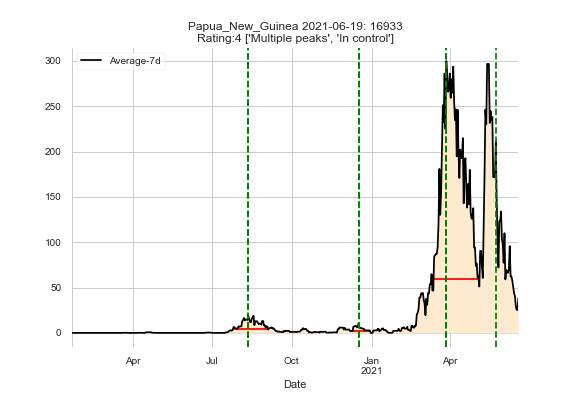 Papua_New_Guinea 2021-06-19: 16933
Rating:4 ['Multiple peaks', 'In control']
Average-7d
300
250
200
150
100
50
0
Apr
Jul
Oct
Jan
2021
Apr
Date